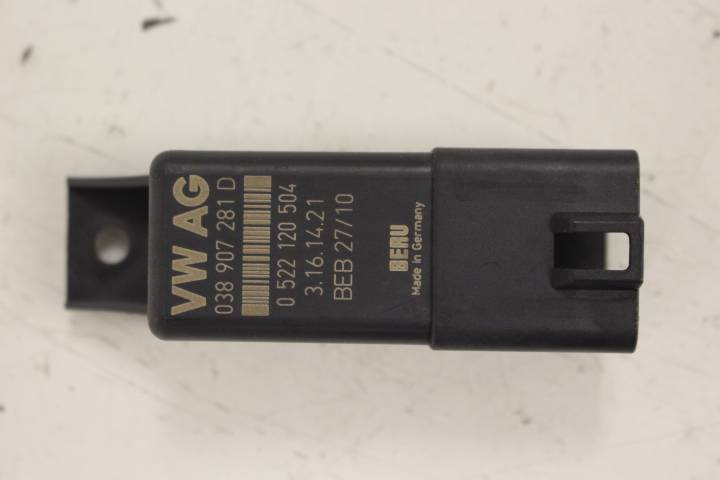 VW AG
038 907 281 D
0 522 120 504
3.16.14.21
BEB 27/10
BERU
Made in Germany